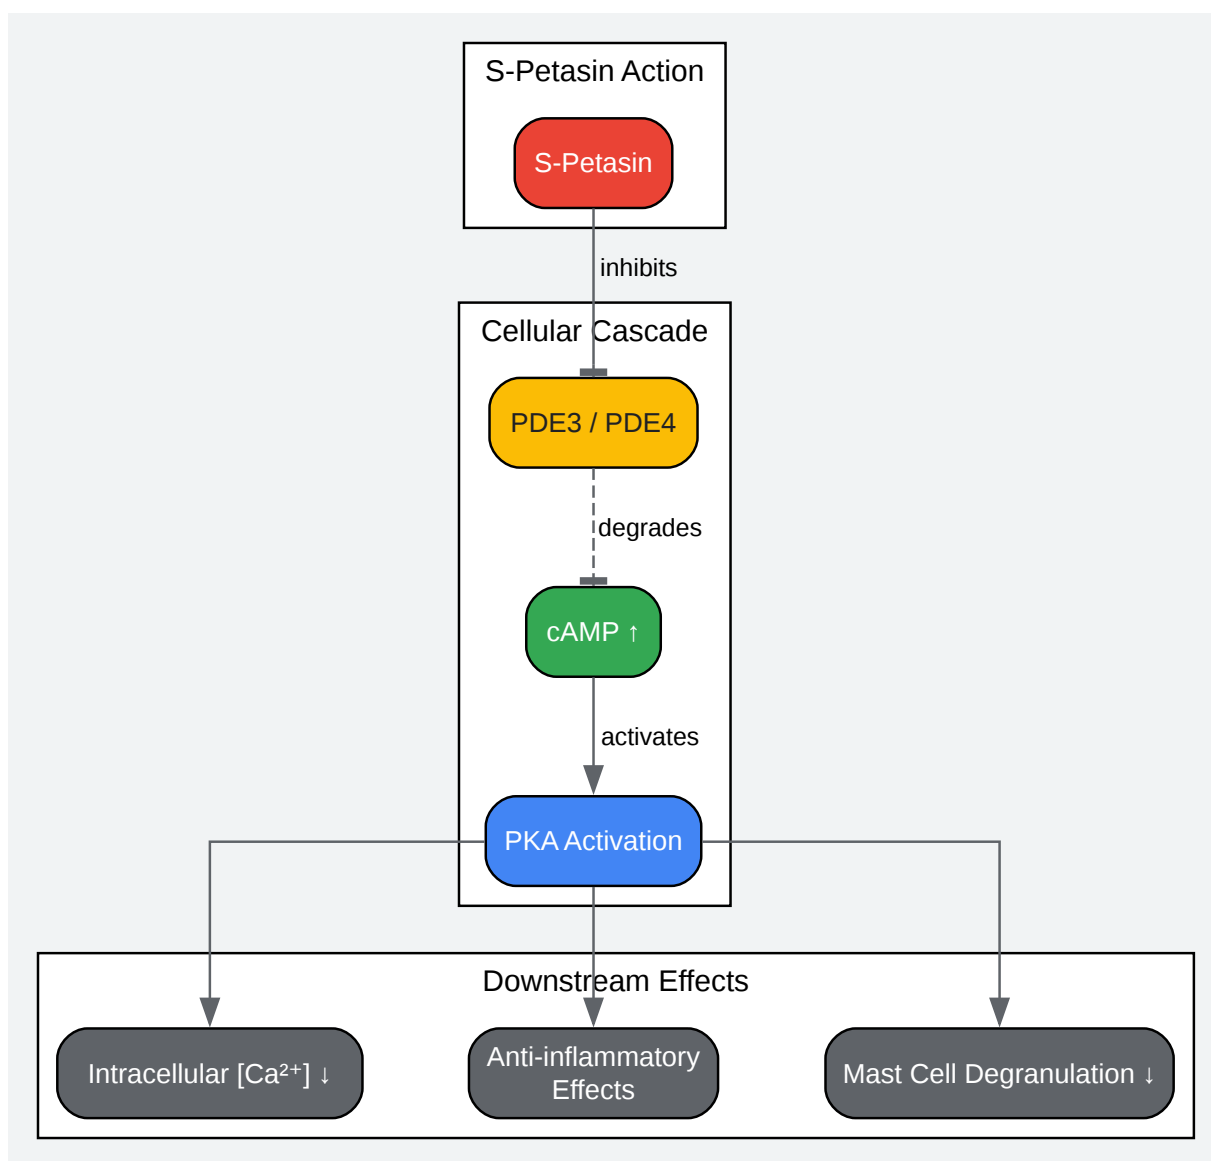 S-Petasin Action
S-Petasin
inhibits
Cellular Cascade
PDE3 / PDE4
degrades
cAMP ↑
activates
PKA Activation
Downstream Effects
Intracellular [Ca²⁺] ↓
Anti-inflammatory
Effects
Mast Cell Degranulation ↓